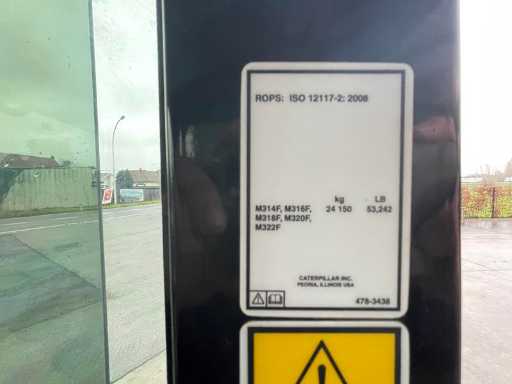 ROPS: ISO 12117-2: 2008
kg LB
M314F, M316F, 24 150 53,242
M318F, M320F,
M322F
CATERPILLAR INC.
PEORIA, ILLINOIS USA
478-3438